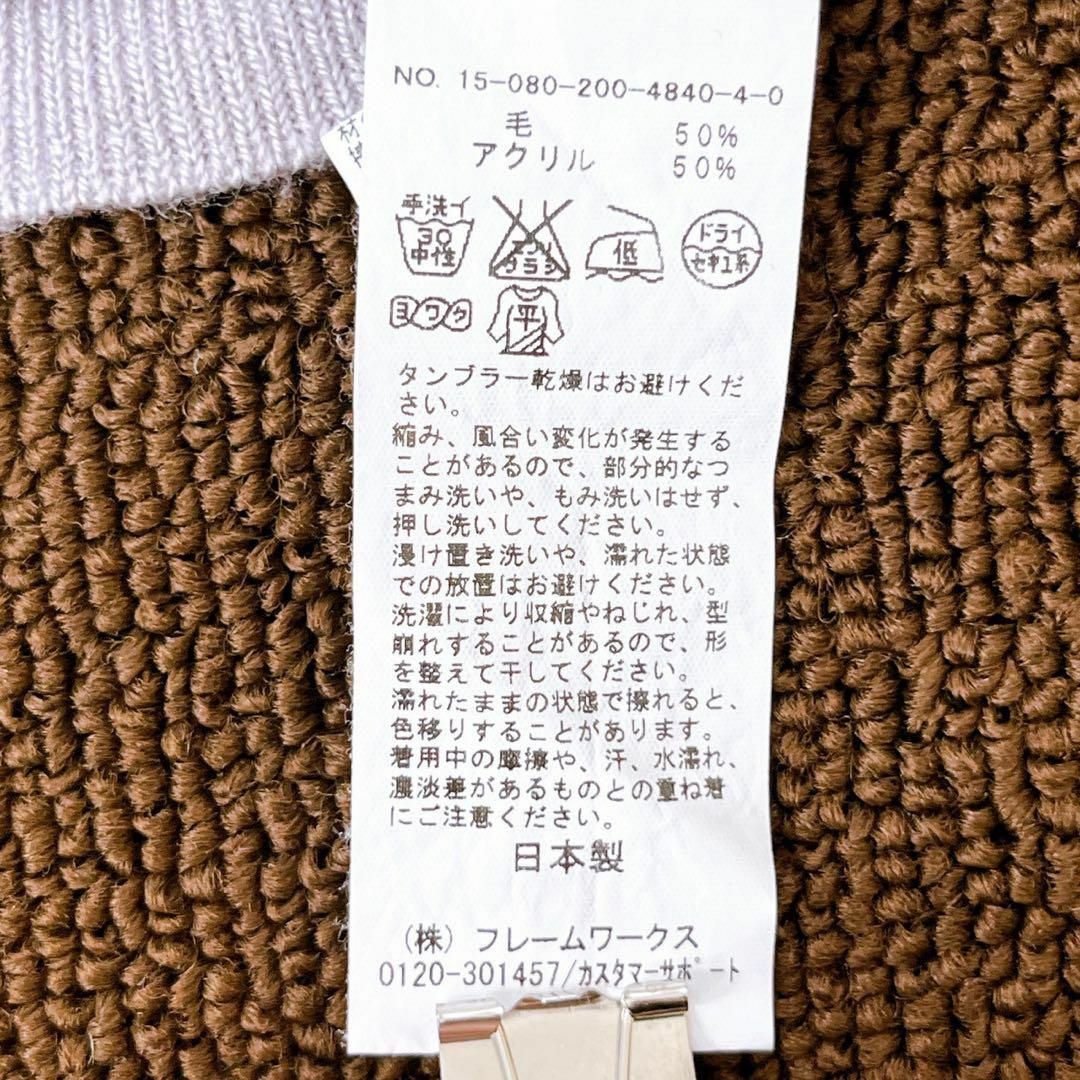 NO. 15-080-200-4840-4-0
毛 50%
アクリル 50%
手洗イ
30
中性
エンソ
サラシ
低
ドライ
セキユ系
ヨワク
平
材
タンブラー乾燥はお避けくだ
さい。
縮み、風合い変化が発生する
ことがあるので、部分的なつ
まみ洗いや、もみ洗いはせず、
押し洗いしてください。
浸け置き洗いや、濡れた状態
での放置はお避けください。
洗濯により収縮やねじれ、型
崩れすることがあるので、形
を整えて干してください。
濡れたままの状態で擦れると、
色移りすることがあります。
着用中の摩擦や、汗、水濡れ、
濃淡差があるものとの重ね着
にご注意ください。
日本製
(株) フレームワークス
0120-301457/カスタマーサポート